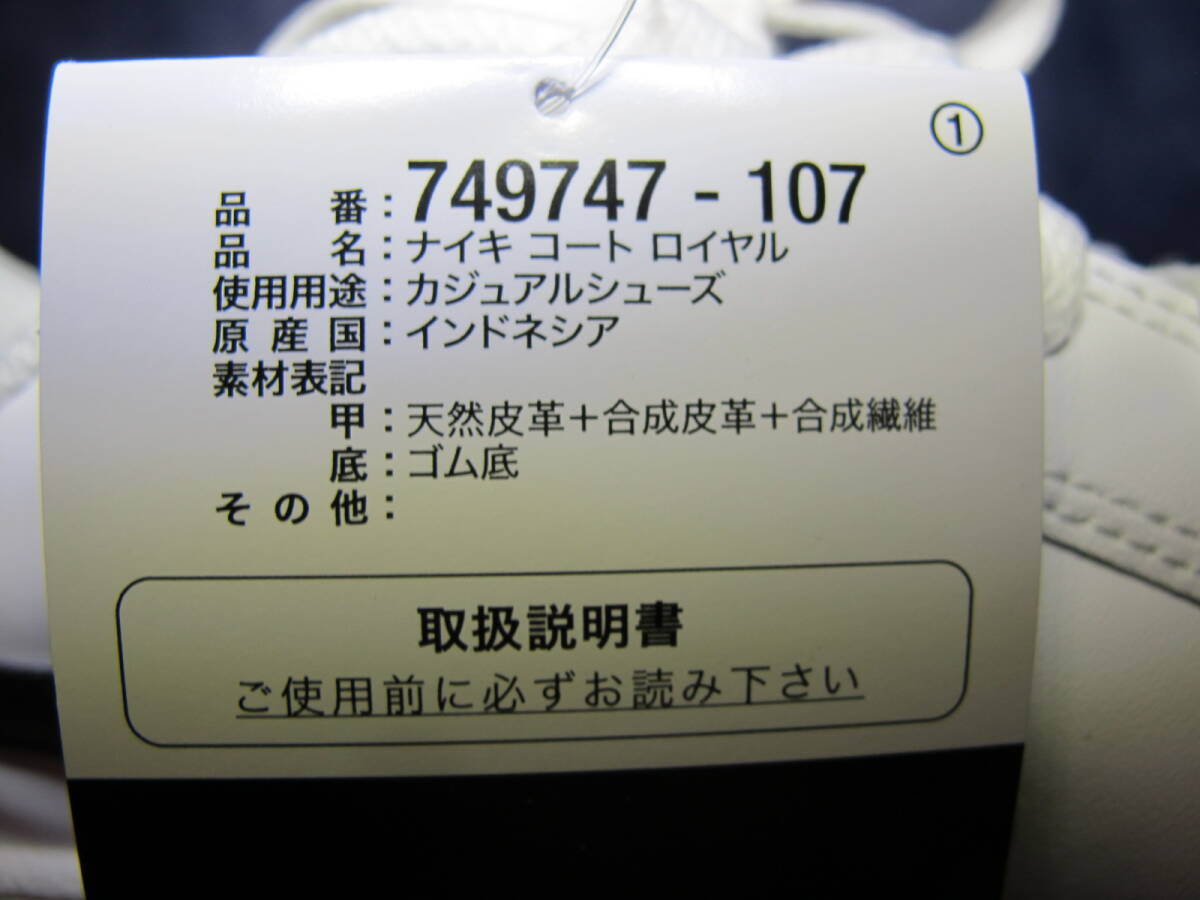 ①
品番：749747 - 107
品名：ナイキ コート ロイヤル
使用用途：カジュアルシューズ
原産国：インドネシア
素材表記
甲：天然皮革＋合成皮革＋合成繊維
底：ゴム底
その他：
取扱説明書
ご使用前に必ずお読み下さい